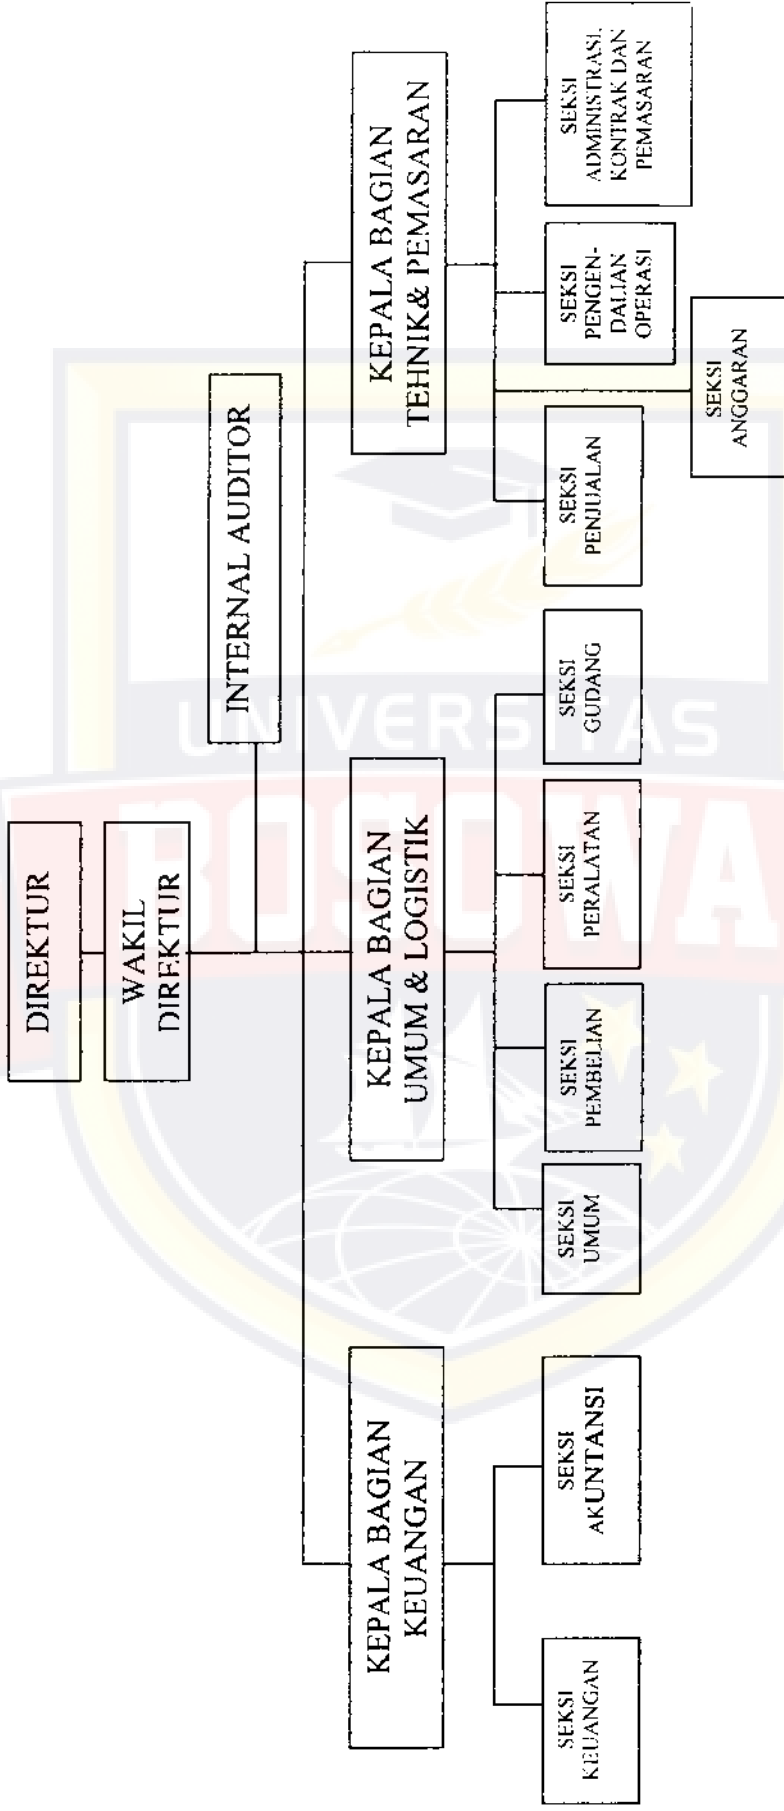 DIREKTUR
WAKIL
DIREKTUR
INTERNAL AUDITOR
KEPALA BAGIAN
KEUANGAN
KEPALA BAGIAN
UMUM & LOGISTIK
KEPALA BAGIAN
TEHNIK& PEMASARAN
SEKSI
KEUANGAN
SEKSI
AKUNTANSI
SEKSI
UMUM
SEKSI
PEMBELIAN
SEKSI
PERALATAN
SEKSI
GUDANG
SEKSI
PENJUALAN
SEKSI
PENGEN-
DALIAN
OPERASI
SEKSI
ADMINISTRASI,
KONTRAK DAN
PEMASARAN
SEKSI
ANGGARAN
UNIVERSITAS
BOSOWA